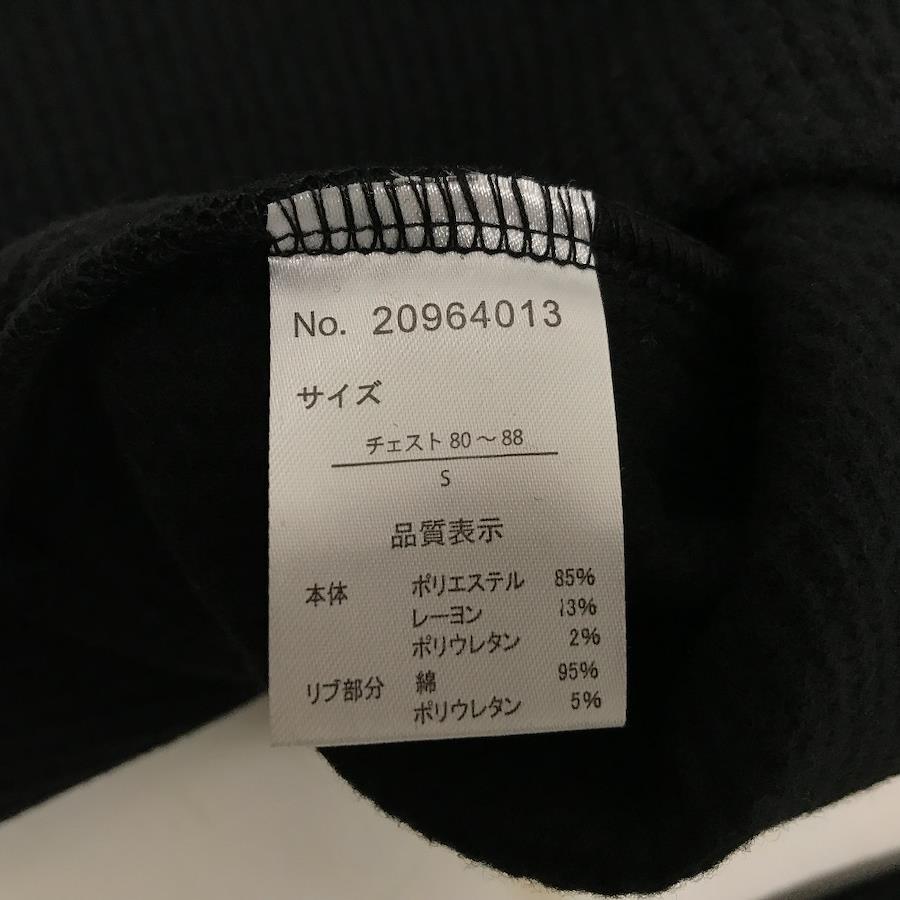 No. 20964013
サイズ
チェスト 80～88
S
品質表示
本体 ポリエステル 85%
レーヨン 13%
ポリウレタン 2%
リブ部分 綿 95%
ポリウレタン 5%